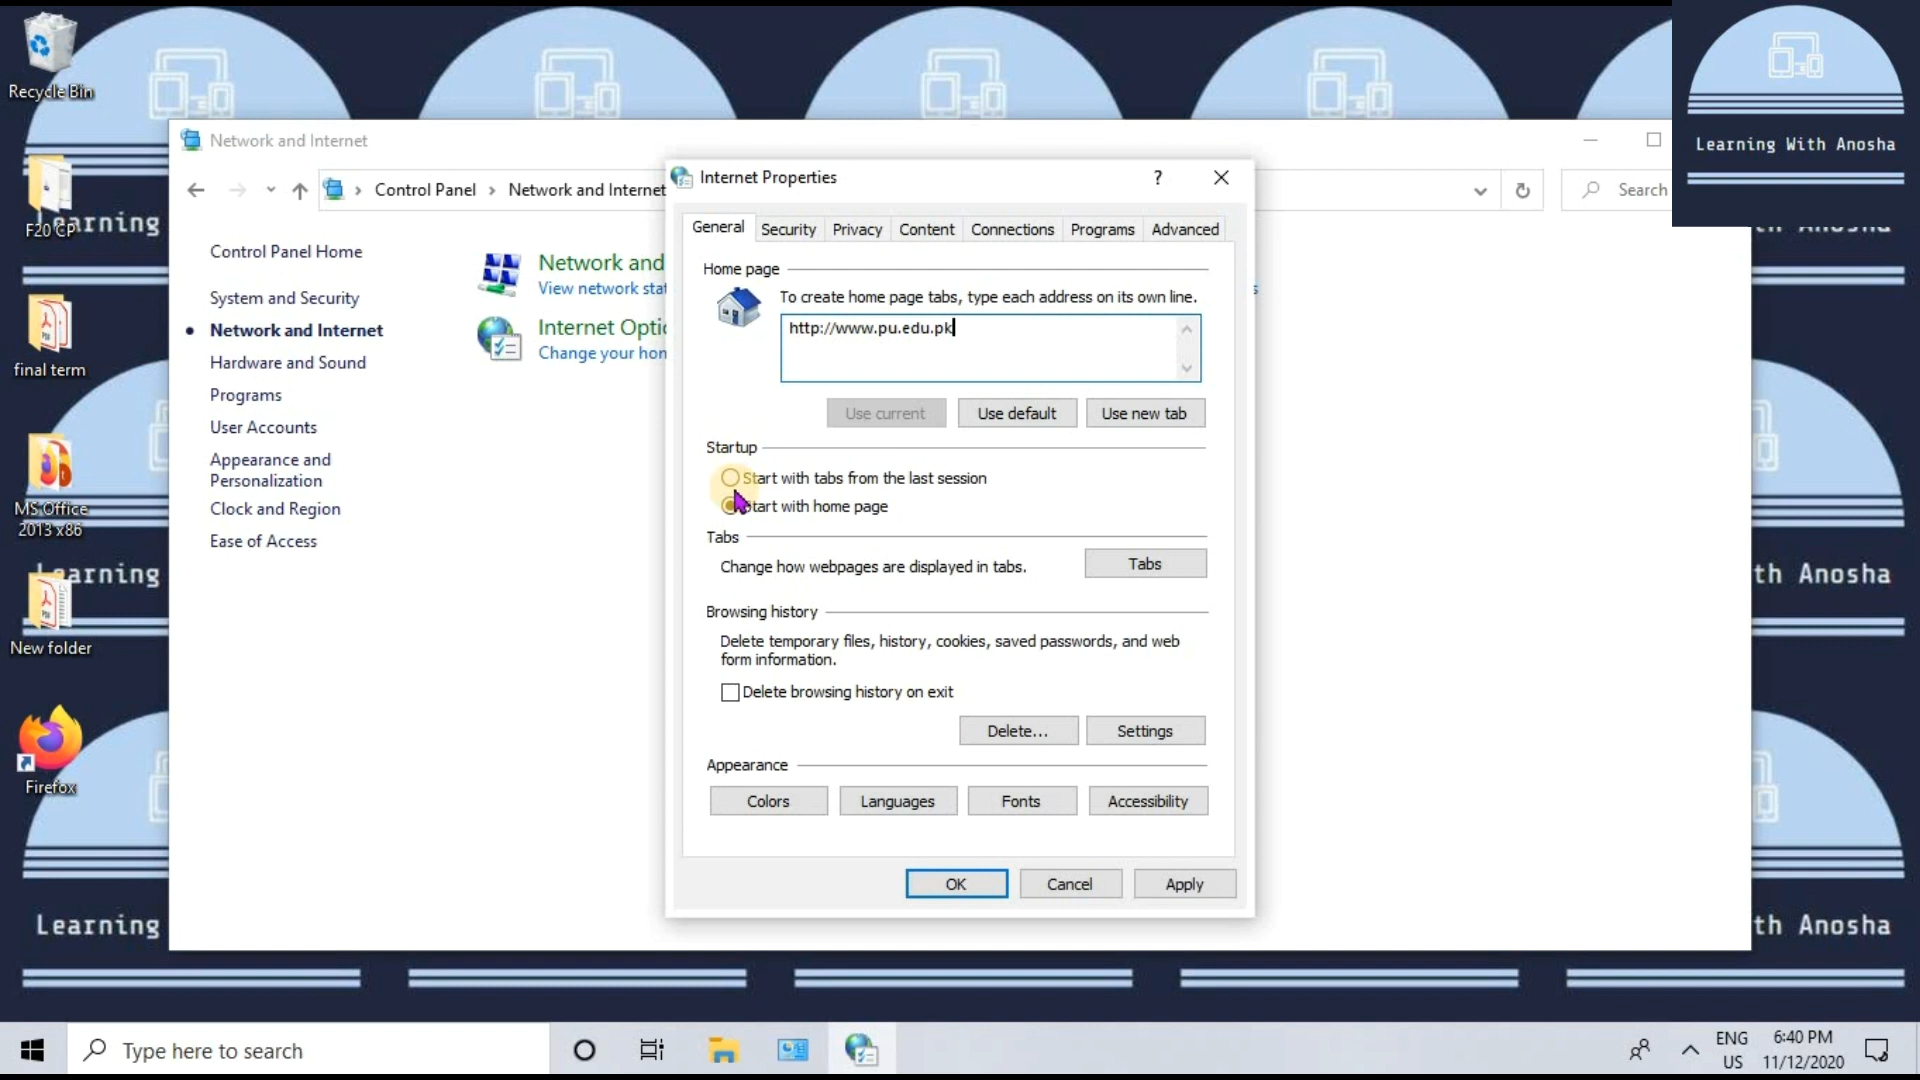 Recycle Bin
F20 CP
final term
MS Office
2013 x86
New folder
Firefox
Learning With Anosha
Network and Internet
Control Panel
Network and Internet
Search
Control Panel Home
System and Security
Network and Internet
Hardware and Sound
Programs
User Accounts
Appearance and
Personalization
Clock and Region
Ease of Access
Network and
View network stat
Internet Optio
Change your hom
Internet Properties
?
General
Security
Privacy
Content
Connections
Programs
Advanced
Home page
To create home page tabs, type each address on its own line.
http://www.pu.edu.pk
Use current
Use default
Use new tab
Startup
Start with tabs from the last session
Start with home page
Tabs
Change how webpages are displayed in tabs.
Tabs
Browsing history
Delete temporary files, history, cookies, saved passwords, and web
form information.
Delete browsing history on exit
Delete...
Settings
Appearance
Colors
Languages
Fonts
Accessibility
OK
Cancel
Apply
th Anosha
Learning
th Anosha
Type here to search
ENG
US
6:40 PM
11/12/2020